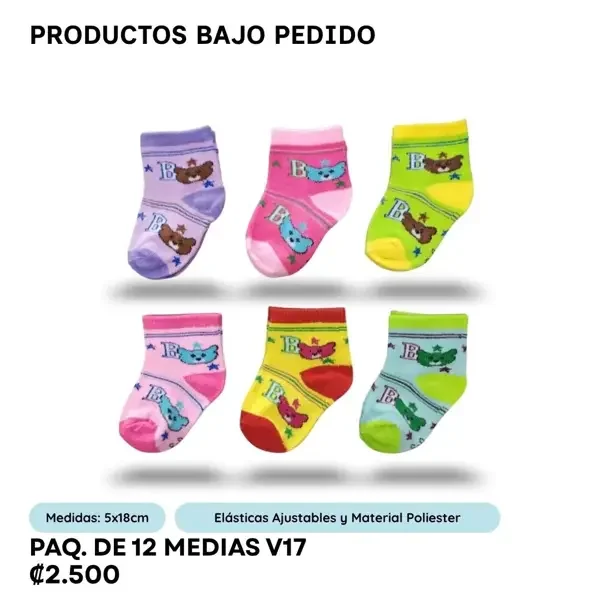 PRODUCTOS BAJO PEDIDO
B B B
B B B
B B B
B B B
Medidas: 5x18cm
Elásticas Ajustables y Material Poliester
PAQ. DE 12 MEDIAS V17
₡2.500